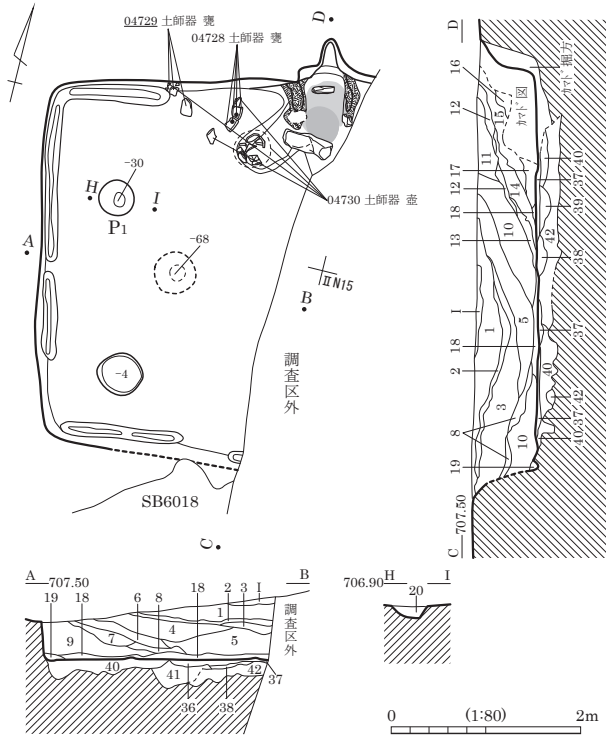 04729 土師器 甕
04728 土師器 甕
D
04730 土師器 壺
-30
H
I
P1
A
-68
ⅡN15
B
-4
調査区外
SB6018
C
D
16
12
15
カマド図
カマド掘方
11
17
12
14
18
10
13
37·40
39
42
38
I
1
5
18
2
37
40
3
8
10
37·42
40
19
C
707.50
A 707.50 B
19 18 6 8 18 2 3 I
1
4
5
7
9
調査区外
40
41
42
37
36 38
706.90 H I
20
0 (1:80) 2m